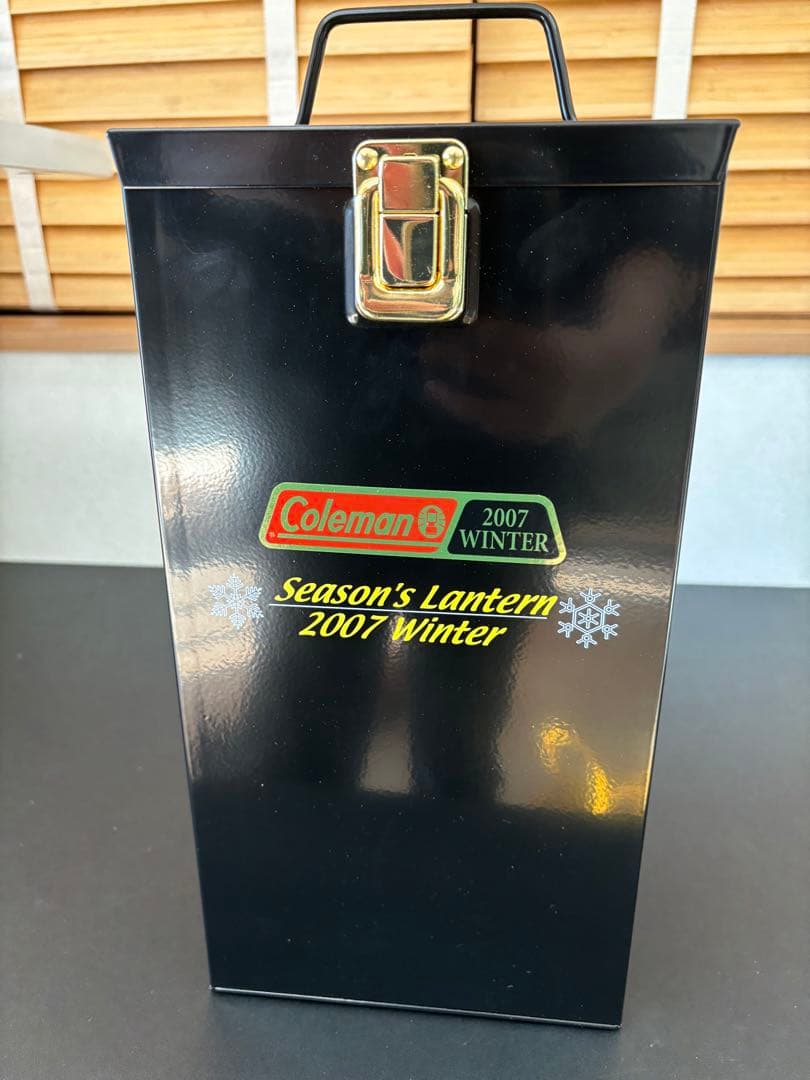 Coleman
2007
WINTER
Season's Lantern
2007 Winter